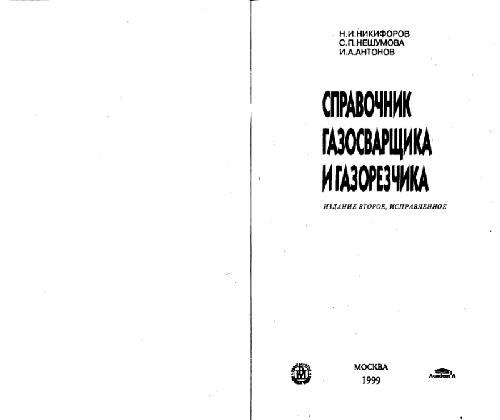 Н.И.НИКИФОРОВ
С.П.НЕШУМОВА
И.А.АНТОНОВ
СПРАВОЧНИК
ГАЗОСВАРЩИКА
И ГАЗОРЕЗЧИКА
ИЗДАНИЕ ВТОРОЕ, ИСПРАВЛЕННОЕ
МОСКВА
1999